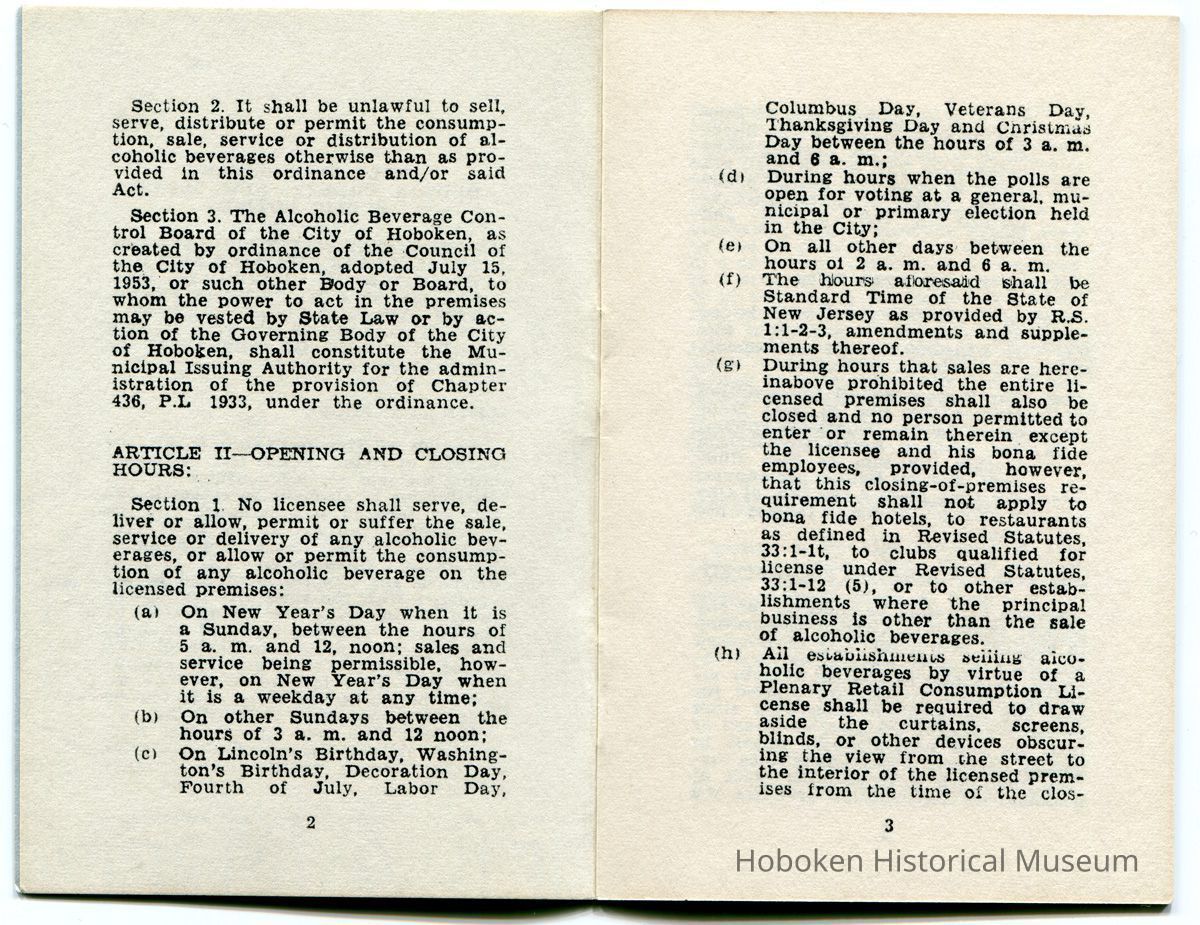 Section 2. It shall be unlawful to sell,
serve, distribute or permit the consump-
tion, sale, service or distribution of al-
coholic beverages otherwise than as pro-
vided in this ordinance and/or said
Act.
Section 3. The Alcoholic Beverage Con-
trol Board of the City of Hoboken, as
created by ordinance of the Council of
the City of Hoboken, adopted July 15,
1953, or such other Body or Board, to
whom the power to act in the premises
may be vested by State Law or by ac-
tion of the Governing Body of the City
of Hoboken, shall constitute the Mu-
nicipal Issuing Authority for the admin-
istration of the provision of Chapter
436, P.L 1933, under the ordinance.
ARTICLE II—OPENING AND CLOSING
HOURS:
Section 1. No licensee shall serve, de-
liver or allow, permit or suffer the sale,
service or delivery of any alcoholic bev-
erages, or allow or permit the consump-
tion of any alcoholic beverage on the
licensed premises:
(a) On New Year's Day when it is
a Sunday, between the hours of
5 a. m. and 12, noon; sales and
service being permissible, how-
ever, on New Year's Day when
it is a weekday at any time;
(b) On other Sundays between the
hours of 3 a. m. and 12 noon;
(c) On Lincoln's Birthday, Washing-
ton's Birthday, Decoration Day,
Fourth of July, Labor Day,
2
Columbus Day, Veterans Day,
Thanksgiving Day and Christmas
Day between the hours of 3 a. m.
and 6 a. m.;
(d) During hours when the polls are
open for voting at a general, mu-
nicipal or primary election held
in the City;
(e) On all other days between the
hours of 2 a. m. and 6 a. m.
(f) The hours aforesaid shall be
Standard Time of the State of
New Jersey as provided by R.S.
1:1-2-3, amendments and supple-
ments thereof.
(g) During hours that sales are here-
inabove prohibited the entire li-
censed premises shall also be
closed and no person permitted to
enter or remain therein except
the licensee and his bona fide
employees, provided, however,
that this closing-of-premises re-
quirement shall not apply to
bona fide hotels, to restaurants
as defined in Revised Statutes,
33:1-1t, to clubs qualified for
license under Revised Statutes,
33:1-12 (5), or to other estab-
lishments where the principal
business is other than the sale
of alcoholic beverages.
(h) All establishments selling alco-
holic beverages by virtue of a
Plenary Retail Consumption Li-
cense shall be required to draw
aside the curtains, screens,
blinds, or other devices obscur-
ing the view from the street to
the interior of the licensed prem-
ises from the time of the clos-
3
Hoboken Historical Museum